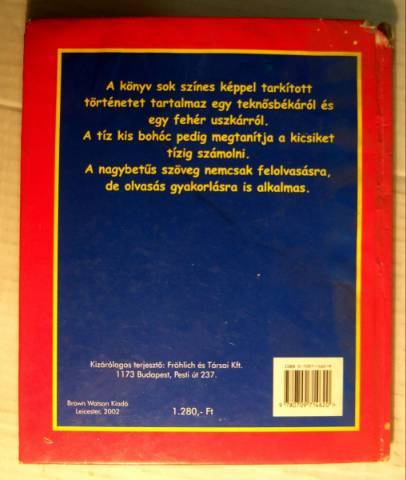 A könyv sok színes képpel tarkított
történetet tartalmaz egy teknősbékáról és
egy fehér uszkárról.
A tíz kis bohóc pedig megtanítja a kicsiket
tízig számolni.
A nagybetűs szöveg nemcsak felolvasásra,
de olvasás gyakorlásra is alkalmas.
Kizárólagos terjesztő: Fröhlich és Társai Kft.
1173 Budapest, Pesti út 237.
Brown Watson Kiadó
Leicester, 2002
1.280,- Ft
ISBN